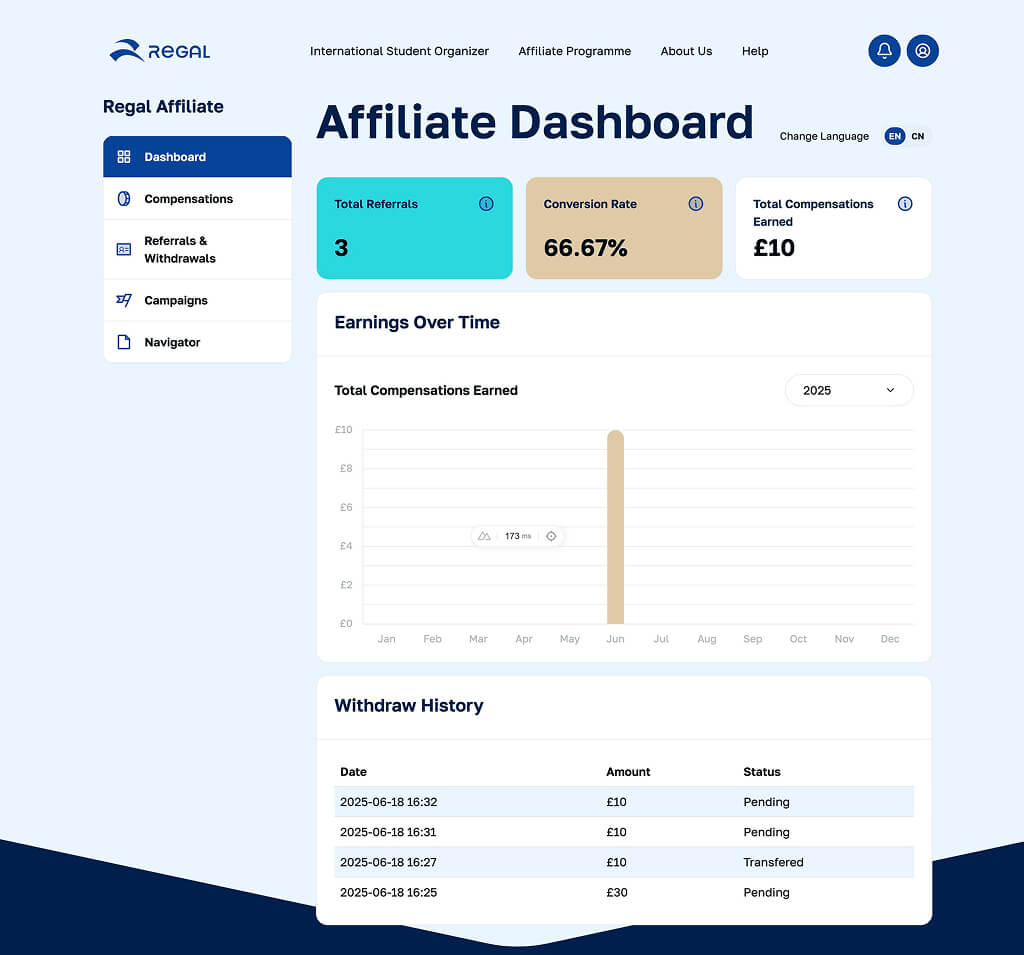 REGAL
International Student Organizer
Affiliate Programme
About Us
Help
Regal Affiliate
Dashboard
Compensations
Referrals &
Withdrawals
Campaigns
Navigator
Affiliate Dashboard
Change Language
EN CN
Total Referrals
3
Conversion Rate
66.67%
Total Compensations
Earned
£10
Earnings Over Time
Total Compensations Earned
2025
£10
£8
£6
£4
£2
£0
173 ms
Jan Feb Mar Apr May Jun Jul Aug Sep Oct Nov Dec
Withdraw History
Date Amount Status
2025-06-18 16:32 £10 Pending
2025-06-18 16:31 £10 Pending
2025-06-18 16:27 £10 Transfered
2025-06-18 16:25 £30 Pending